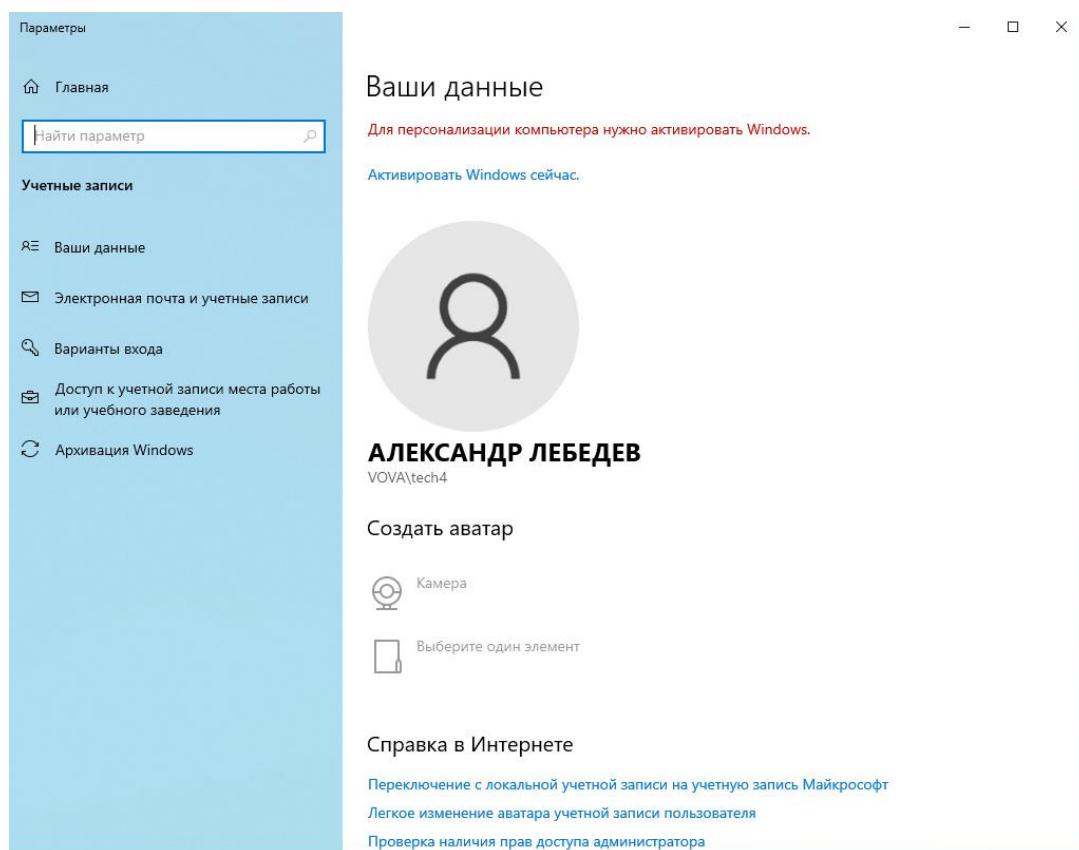 Параметры
Главная
Найти параметр
Учетные записи
Ваши данные
Электронная почта и учетные записи
Варианты входа
Доступ к учетной записи места работы
или учебного заведения
Архивация Windows
Ваши данные
Для персонализации компьютера нужно активировать Windows.
Активировать Windows сейчас.
АЛЕКСАНДР ЛЕБЕДЕВ
VOVA\tech4
Создать аватар
Камера
Выберите один элемент
Справка в Интернете
Переключение с локальной учетной записи на учетную запись Майкрософт
Легкое изменение аватара учетной записи пользователя
Проверка наличия прав доступа администратора